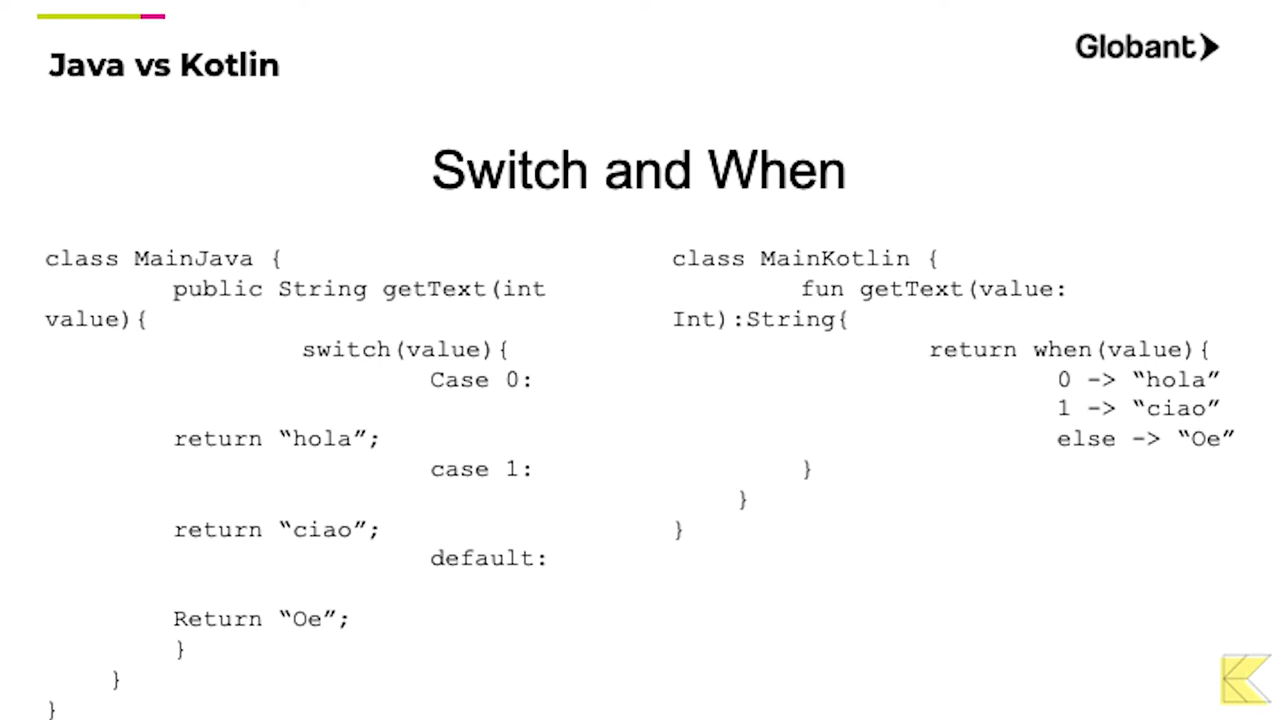 Java vs Kotlin
Globant
Switch and When
class MainJava {
public String getText(int
value){
switch(value){
Case 0:
return “hola”;
case 1:
return “ciao”;
default:
Return “Oe”;
}
}
}
class MainKotlin {
fun getText(value:
Int):String{
return when(value){
0 -> “hola”
1 -> “ciao”
else -> “Oe”
}
}
}